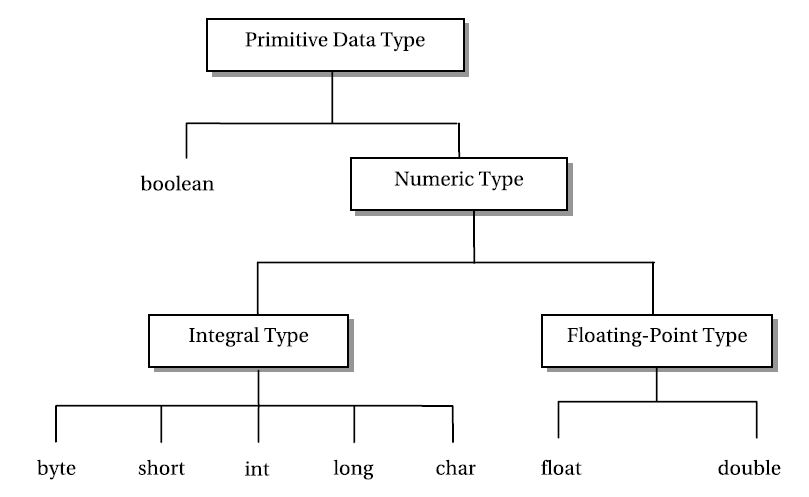 Primitive Data Type
boolean
Numeric Type
Integral Type
Floating-Point Type
byte
short
int
long
char
float
double